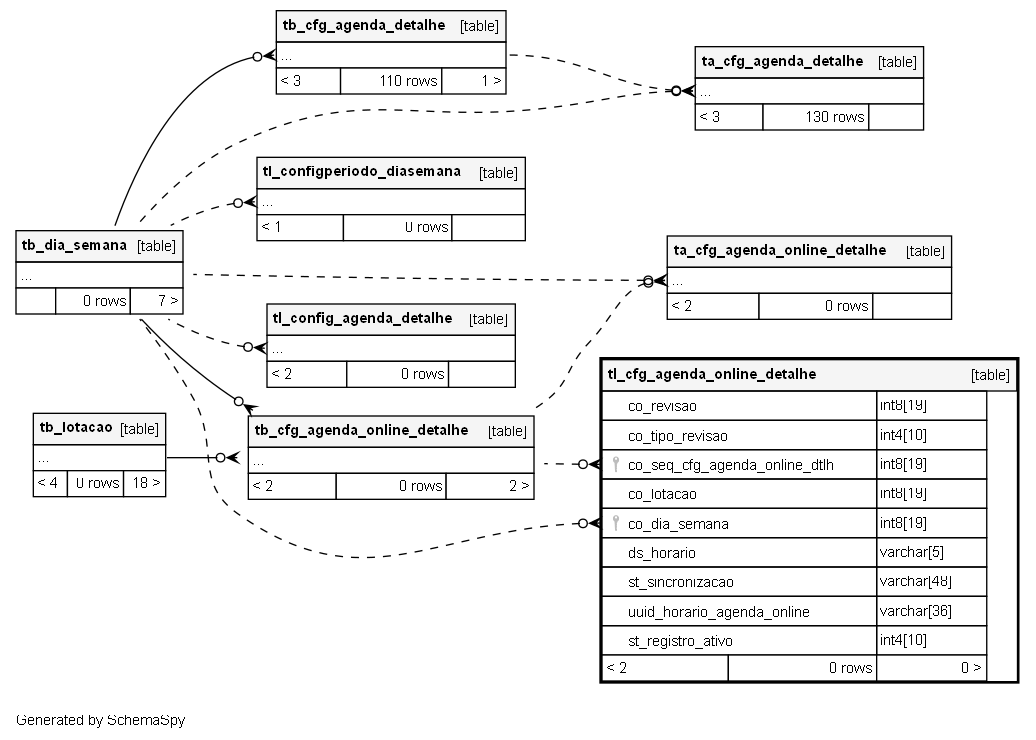 tb_cfg_agenda_detalhe [table]
...
< 3 110 rows 1 >
ta_cfg_agenda_detalhe [table]
...
< 3 130 rows
tl_configperiodo_diasemana [table]
...
< 1 0 rows
tb_dia_semana [table]
...
0 rows 7 >
ta_cfg_agenda_online_detalhe [table]
...
< 2 0 rows
tl_config_agenda_detalhe [table]
...
< 2 0 rows
tb_lotacao [table]
...
< 4 0 rows 18 >
tb_cfg_agenda_online_detalhe [table]
...
< 2 0 rows 2 >
tl_cfg_agenda_online_detalhe [table]
co_revisao int8[19]
co_tipo_revisao int4[10]
co_seq_cfg_agenda_online_dtlh int8[19]
co_lotacao int8[19]
co_dia_semana int8[19]
ds_horario varchar[5]
st_sincronizacao varchar[48]
uuid_horario_agenda_online varchar[36]
st_registro_ativo int4[10]
< 2 0 rows 0 >
Generated by SchemaSpy